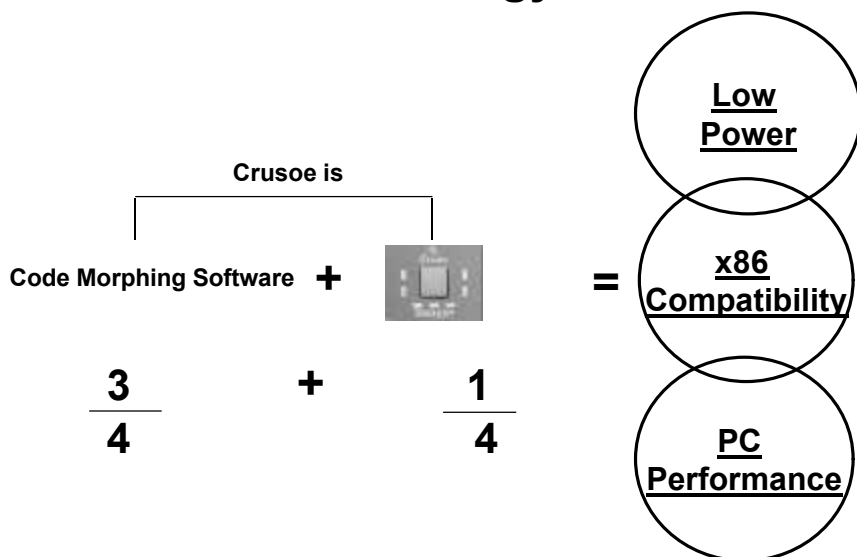 Low
Power
Crusoe is
Code Morphing Software + = x86
Compatibility
3 + 1
4 4
PC
Performance